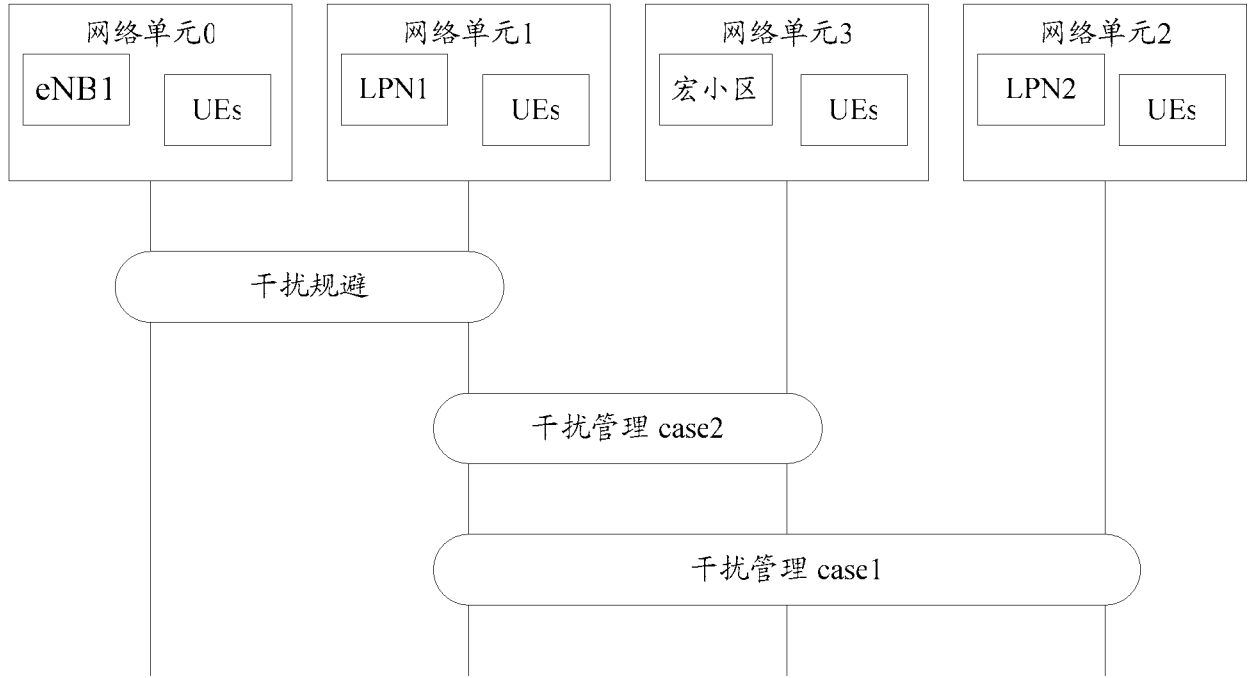 网络单元0
eNB1
UEs
网络单元1
LPN1
UEs
网络单元3
宏小区
UEs
网络单元2
LPN2
UEs
干扰规避
干扰管理 case2
干扰管理 case1